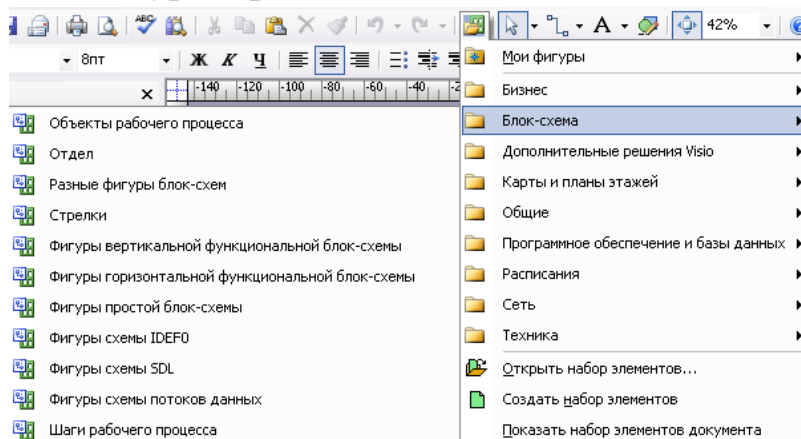 ABC
A
42%
8пт
Ж К Ч
-140 -120 -100 -80 -60 -40 -2
Объекты рабочего процесса
Отдел
Разные фигуры блок-схем
Стрелки
Фигуры вертикальной функциональной блок-схемы
Фигуры горизонтальной функциональной блок-схемы
Фигуры простой блок-схемы
Фигуры схемы IDEF0
Фигуры схемы SDL
Фигуры схемы потоков данных
Шаги рабочего процесса
Мои фигуры
Бизнес
Блок-схема
Дополнительные решения Visio
Карты и планы этажей
Общие
Программное обеспечение и базы данных
Расписания
Сеть
Техника
Открыть набор элементов...
Создать набор элементов
Показать набор элементов документа